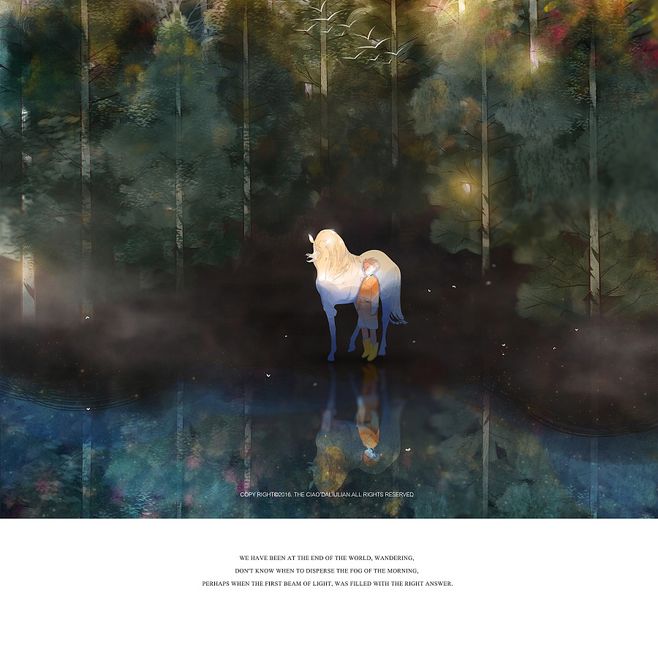 COPY RIGHT©2016. THE CIAO'DALIULIAN ALL RIGHTS RESERVED
WE HAVE BEEN AT THE END OF THE WORLD, WANDERING,
DON'T KNOW WHEN TO DISPERSE THE FOG OF THE MORNING,
PERHAPS WHEN THE FIRST BEAM OF LIGHT, WAS FILLED WITH THE RIGHT ANSWER.